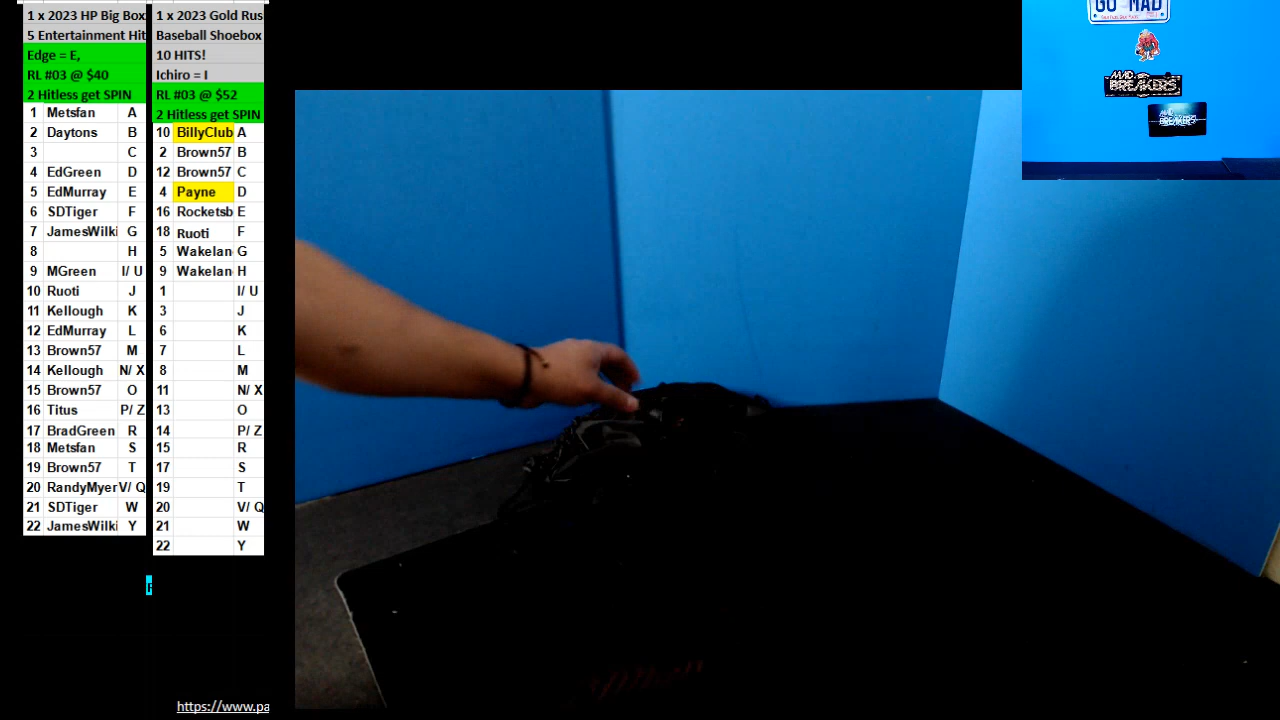 1 x 2023 HP Big Box
5 Entertainment Hit
Edge = E,
RL #03 @ $40
2 Hitless get SPIN
1 Metsfan A
2 Daytons B
3 C
4 EdGreen D
5 EdMurray E
6 SDTiger F
7 JamesWilki G
8 H
9 MGreen I/ U
10 Ruoti J
11 Kellough K
12 EdMurray L
13 Brown57 M
14 Kellough N/ X
15 Brown57 O
16 Titus P/ Z
17 BradGreen R
18 Metsfan S
19 Brown57 T
20 RandyMyer V/ Q
21 SDTiger W
22 JamesWilki Y
1 x 2023 Gold Rus
Baseball Shoebox
10 HITS!
Ichiro = I
RL #03 @ $52
2 Hitless get SPIN
10 BillyClub A
2 Brown57 B
12 Brown57 C
4 Payne D
16 Rocketsb E
18 Ruoti F
5 Wakelan G
9 Wakelan H
1 I/ U
3 J
6 K
7 L
8 M
11 N/ X
13 O
14 P/ Z
15 R
17 S
19 T
20 V/ Q
21 W
22 Y
https://www.pa
GO MAD
MAD
BREAKERS
MAD
BREAKERS